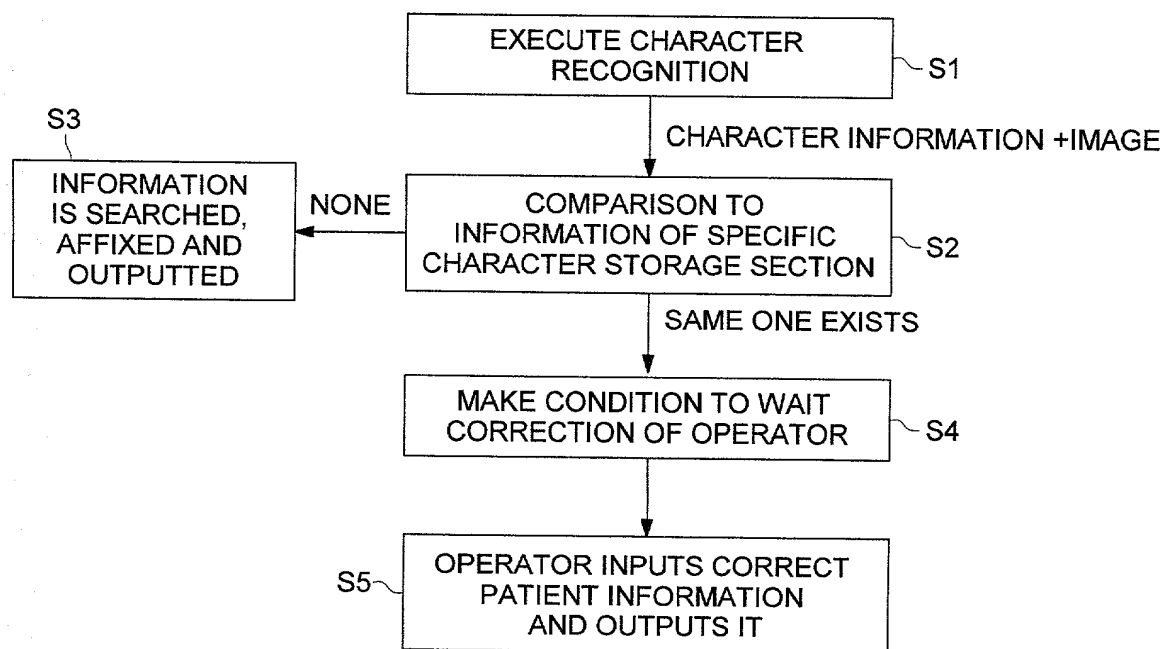 EXECUTE CHARACTER
RECOGNITION
S1
CHARACTER INFORMATION +IMAGE
S3
INFORMATION
IS SEARCHED,
AFFIXED AND
OUTPUTTED
NONE
COMPARISON TO
INFORMATION OF SPECIFIC
CHARACTER STORAGE SECTION
S2
SAME ONE EXISTS
MAKE CONDITION TO WAIT
CORRECTION OF OPERATOR
S4
S5
OPERATOR INPUTS CORRECT
PATIENT INFORMATION
AND OUTPUTS IT